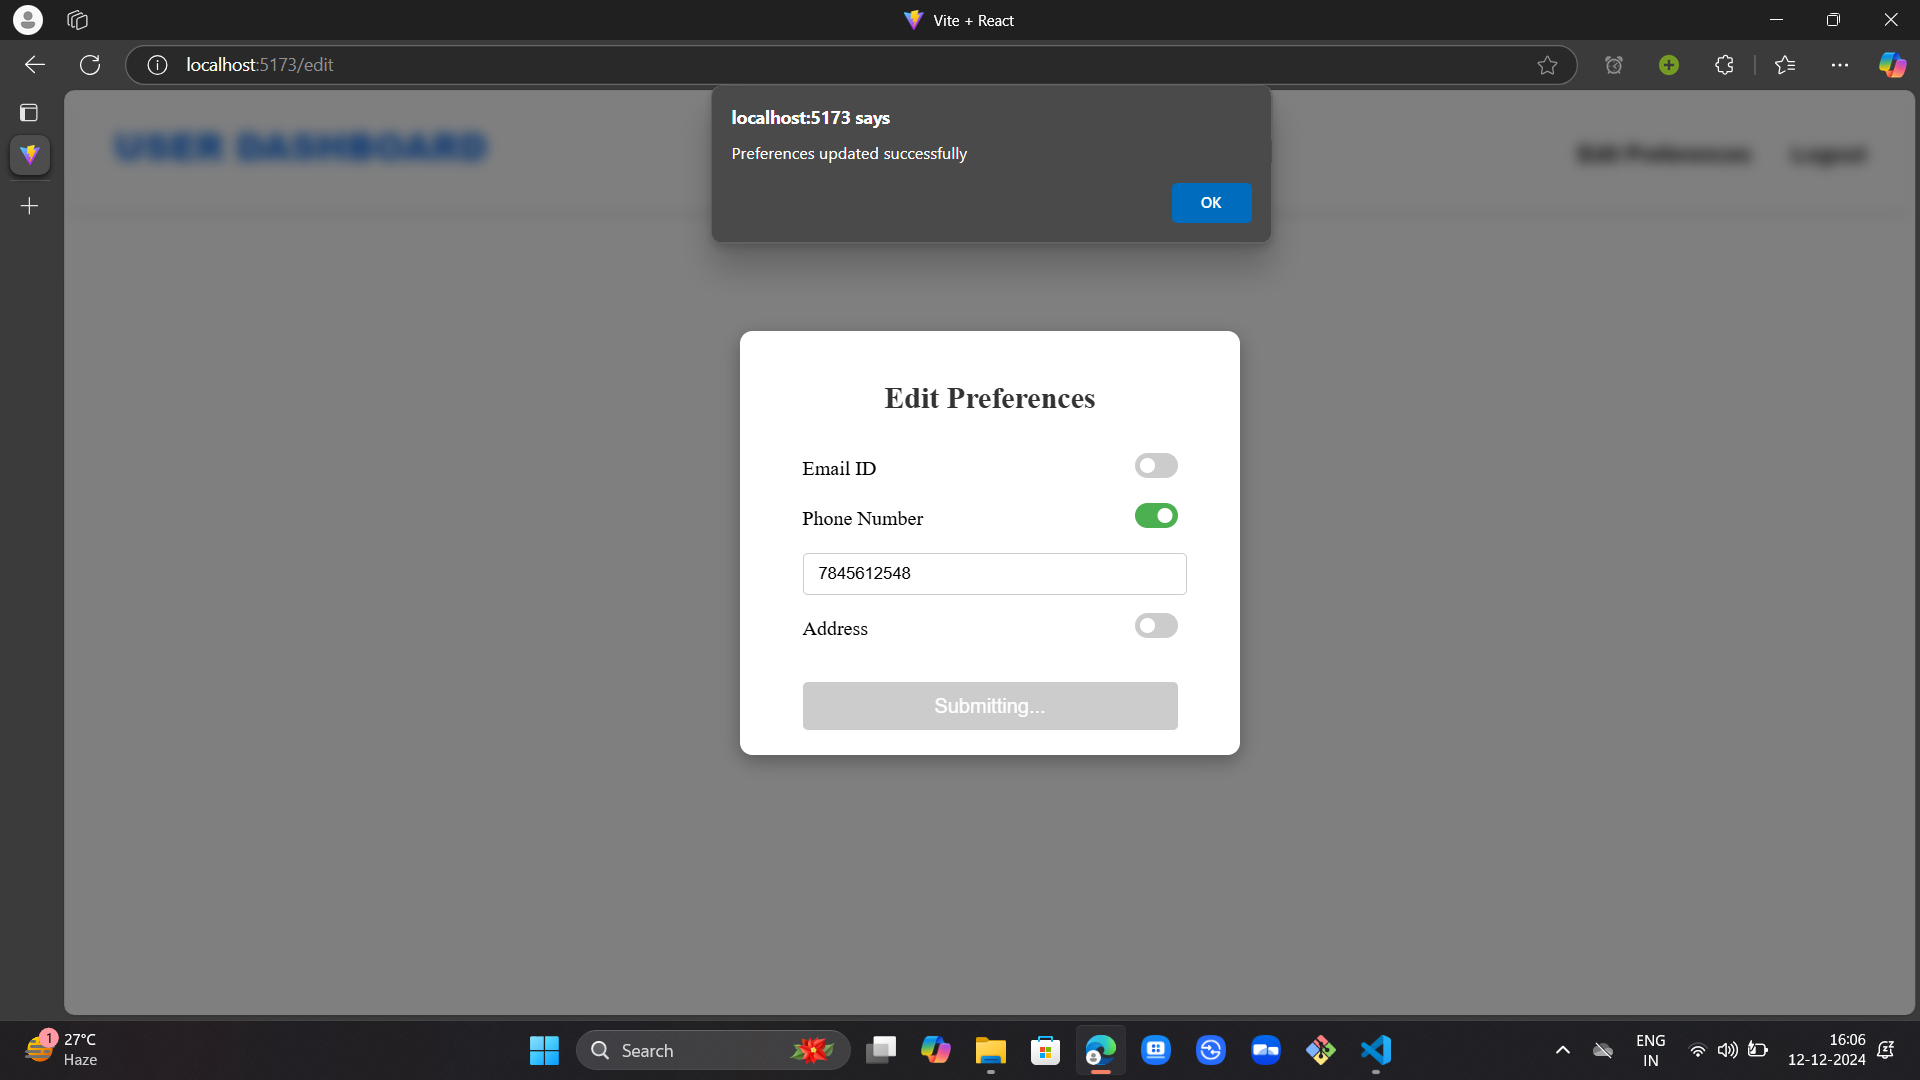 Vite + React
localhost:5173/edit
localhost:5173 says
Preferences updated successfully
OK
USER DASHBOARD
Edit Preferences
Logout
Edit Preferences
Email ID
Phone Number
7845612548
Address
Submitting...
1
27°C
Haze
Search
ENG
IN
16:06
12-12-2024